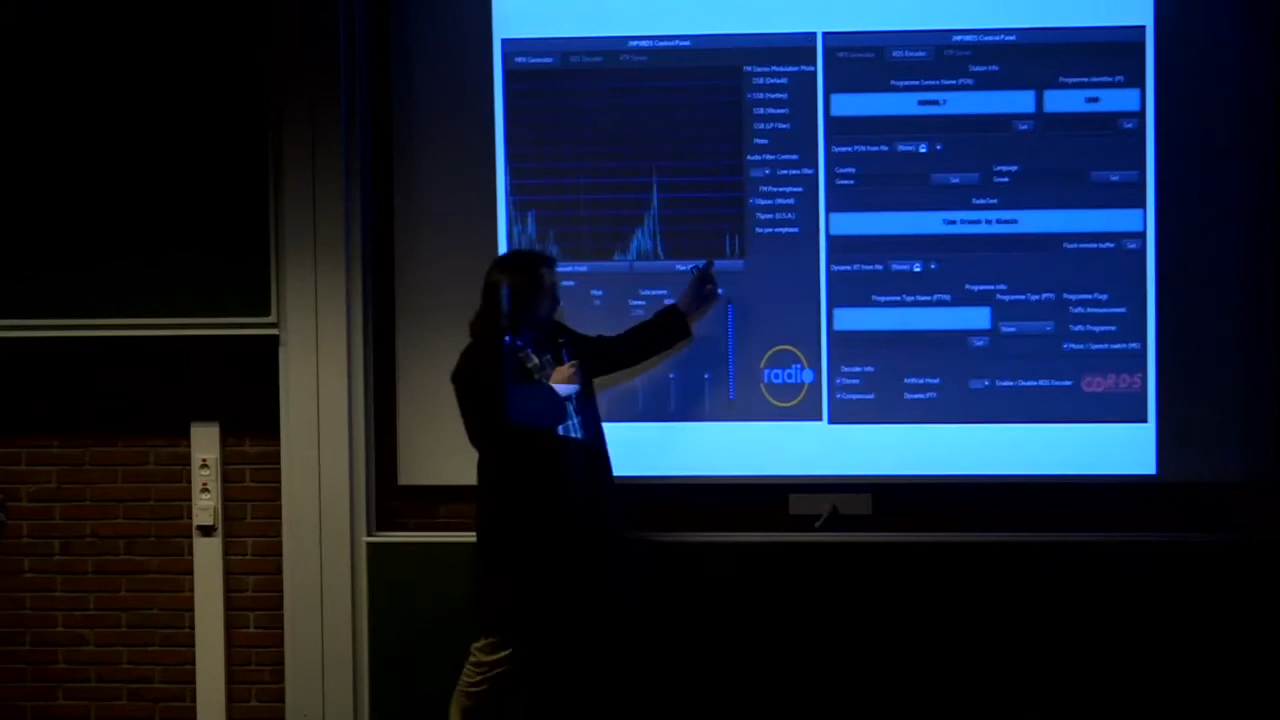 JMPXRDS Control Panel
MPX Generator
RDS Encoder
RTP Server
FM Stereo Modulation Mode
DSB (Default)
SSB (Hartley)
SSB (Weaver)
SSB (LP Filter)
Mono
Audio Filter Controls
Low pass filter
FM Pre-emphasis
50μsec (World)
75μsec (U.S.A.)
No pre-emphasis
Subcarriers
Stereo
radio
JMPXRDS Control Panel
MPX Generator
RDS Encoder
RTP Server
Station Info
Programme Service Name (PSN)
Programme Identifier (PI)
Set
Set
Dynamic PSN from file
(None)
Country
Greece
Set
Language
Greek
Set
RadioText
Flush remote buffer
Set
Dynamic RT from file
(None)
Programme Info
Programme Type Name (PTYN)
Programme Type (PTY)
Programme Flags
Traffic Announcement
None
Traffic Programme
Set
Music / Speech switch (MS)
Decoder Info
Stereo
Artificial Head
Enable / Disable RDS Encoder
Compressed
Dynamic PTY
R·D·S